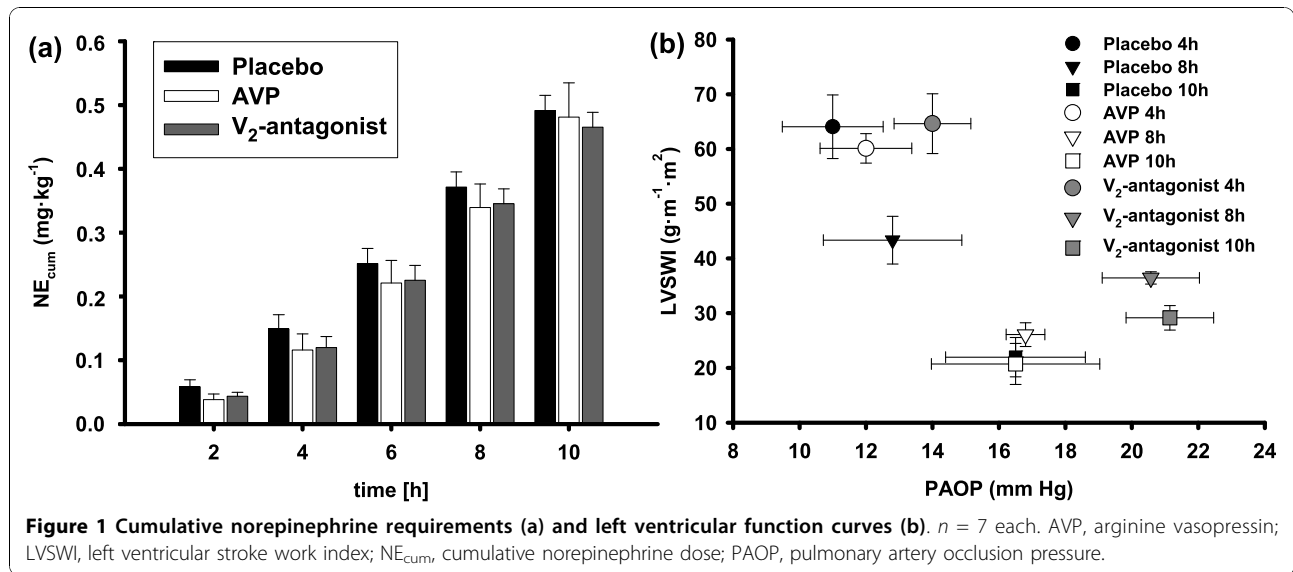 (a)
0.6
0.5
0.4
0.3
0.2
0.1
0.0
NEcum (mg·kg-1)
Placebo
AVP
V2-antagonist
2 4 6 8 10
time [h]
(b)
80
70
60
50
40
30
20
10
LVSWI (g·m-1·m2)
Placebo 4h
Placebo 8h
Placebo 10h
AVP 4h
AVP 8h
AVP 10h
V2-antagonist 4h
V2-antagonist 8h
V2-antagonist 10h
8 10 12 14 16 18 20 22 24
PAOP (mm Hg)
Figure 1 Cumulative norepinephrine requirements (a) and left ventricular function curves (b). n = 7 each. AVP, arginine vasopressin;
LVSWI, left ventricular stroke work index; NEcum, cumulative norepinephrine dose; PAOP, pulmonary artery occlusion pressure.